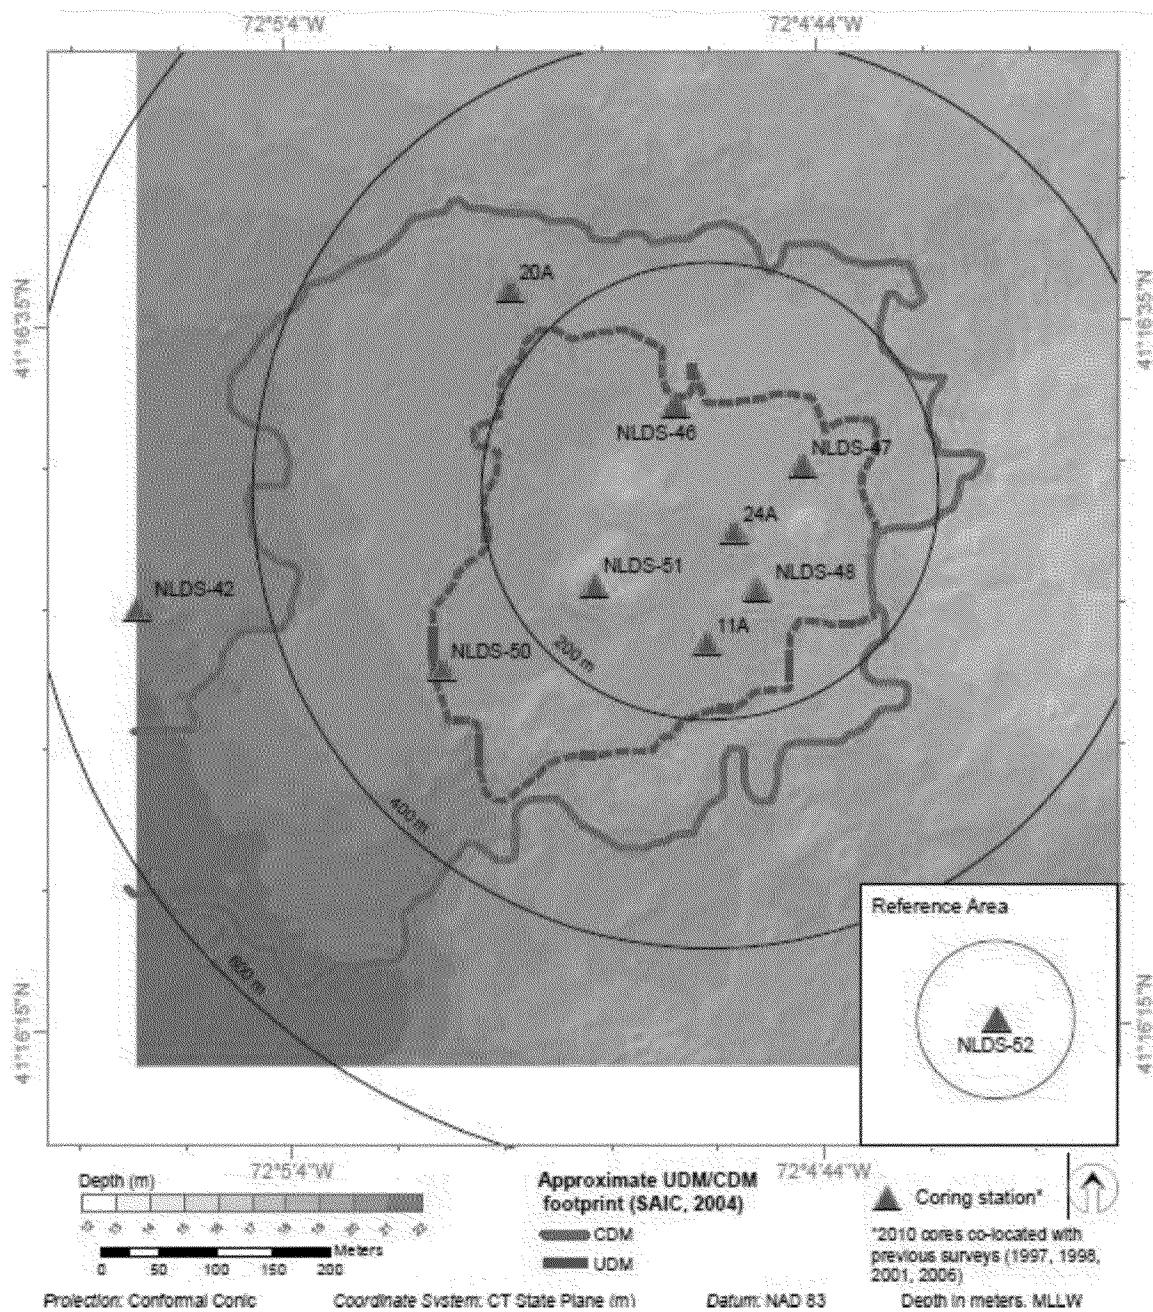 72°5'4"W 72°4'44"W
41°16'35"N 41°16'35"N
20A
NLDS-46
NLDS-47
24A
NLDS-51
NLDS-48
NLDS-42
11A
NLDS-50
200 m
400 m
600 m
Reference Area
NLDS-52
41°16'15"N 41°16'15"N
72°5'4"W 72°4'44"W
Depth (m)
Meters
0 50 100 150 200
Approximate UDM/CDM
footprint (SAIC, 2004)
CDM
UDM
Coring station*
*2010 cores co-located with
previous surveys (1997, 1998,
2001, 2006)
Projection: Conformal Conic Coordinate System: CT State Plane (m) Datum: NAD 83 Depth in meters, MLLW